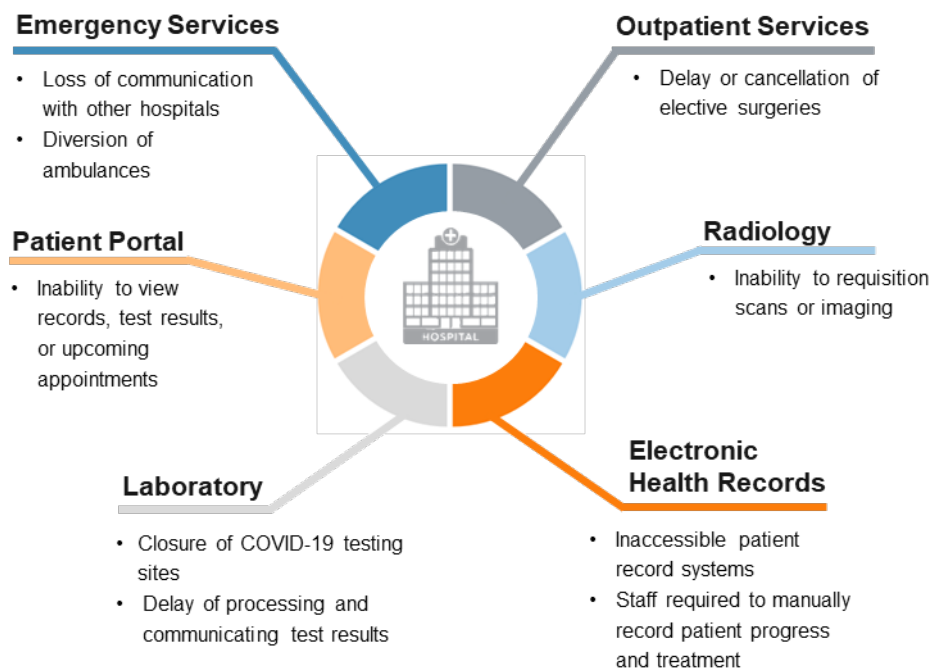 Emergency Services
• Loss of communication
with other hospitals
• Diversion of
ambulances
Outpatient Services
• Delay or cancellation of
elective surgeries
Patient Portal
• Inability to view
records, test results,
or upcoming
appointments
Radiology
• Inability to requisition
scans or imaging
HOSPITAL
Laboratory
• Closure of COVID-19 testing
sites
• Delay of processing and
communicating test results
Electronic
Health Records
• Inaccessible patient
record systems
• Staff required to manually
record patient progress
and treatment